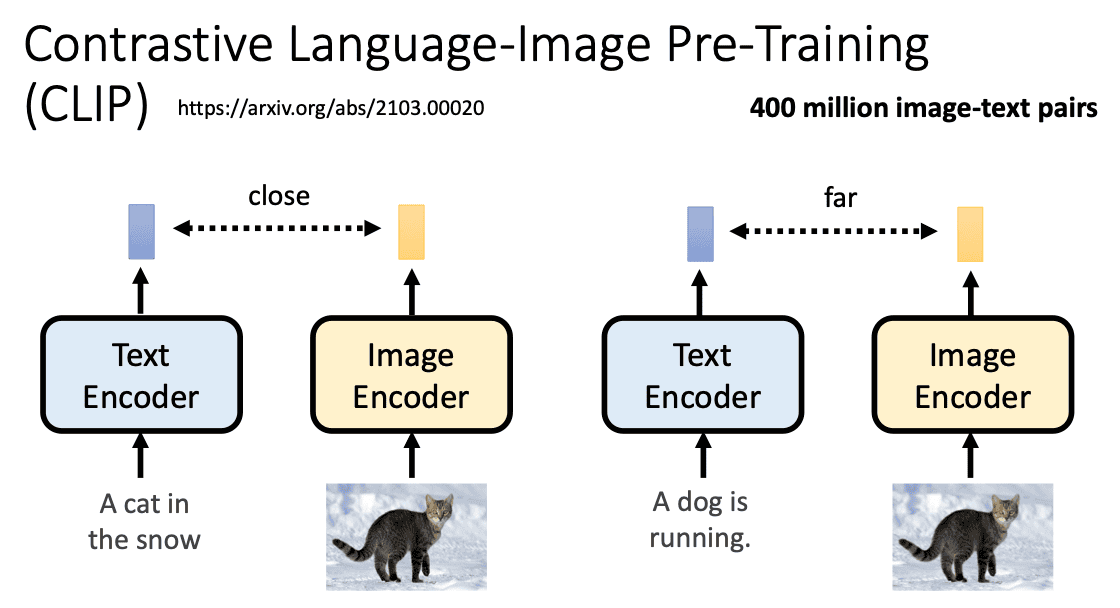 Contrastive Language-Image Pre-Training
(CLIP) https://arxiv.org/abs/2103.00020 400 million image-text pairs
close
far
Text
Encoder
Image
Encoder
Text
Encoder
Image
Encoder
A cat in
the snow
A dog is
running.